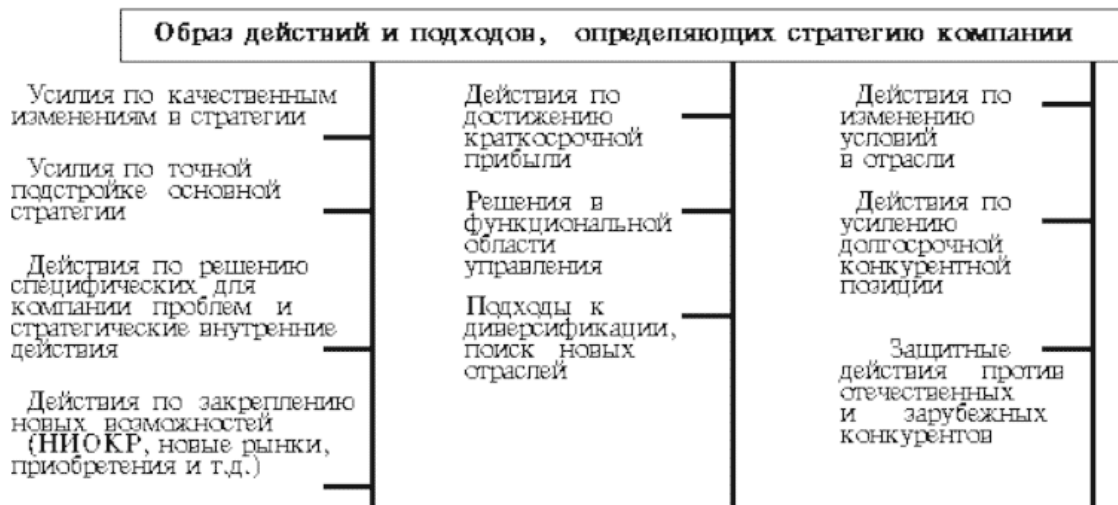 Образ действий и подходов, определяющих стратегию компании
Усилия по качественным
изменениям в стратегии
Усилия по точной
подстройке основной
стратегии
Действия по решению
специфических для
компании проблем и
стратегические внутренние
действия
Действия по закреплению
новых возможностей
(НИОКР, новые рынки,
приобретения и т.д.)
Действия по
достижению
краткосрочной
прибыли
Решения в
функциональной
области
управления
Подходы к
диверсификации,
поиск новых
отраслей
Действия по
изменению
условий
в отрасли
Действия по
усилению
долгосрочной
конкурентной
позиции
Защитные
действия против
отечественных
и зарубежных
конкурентов